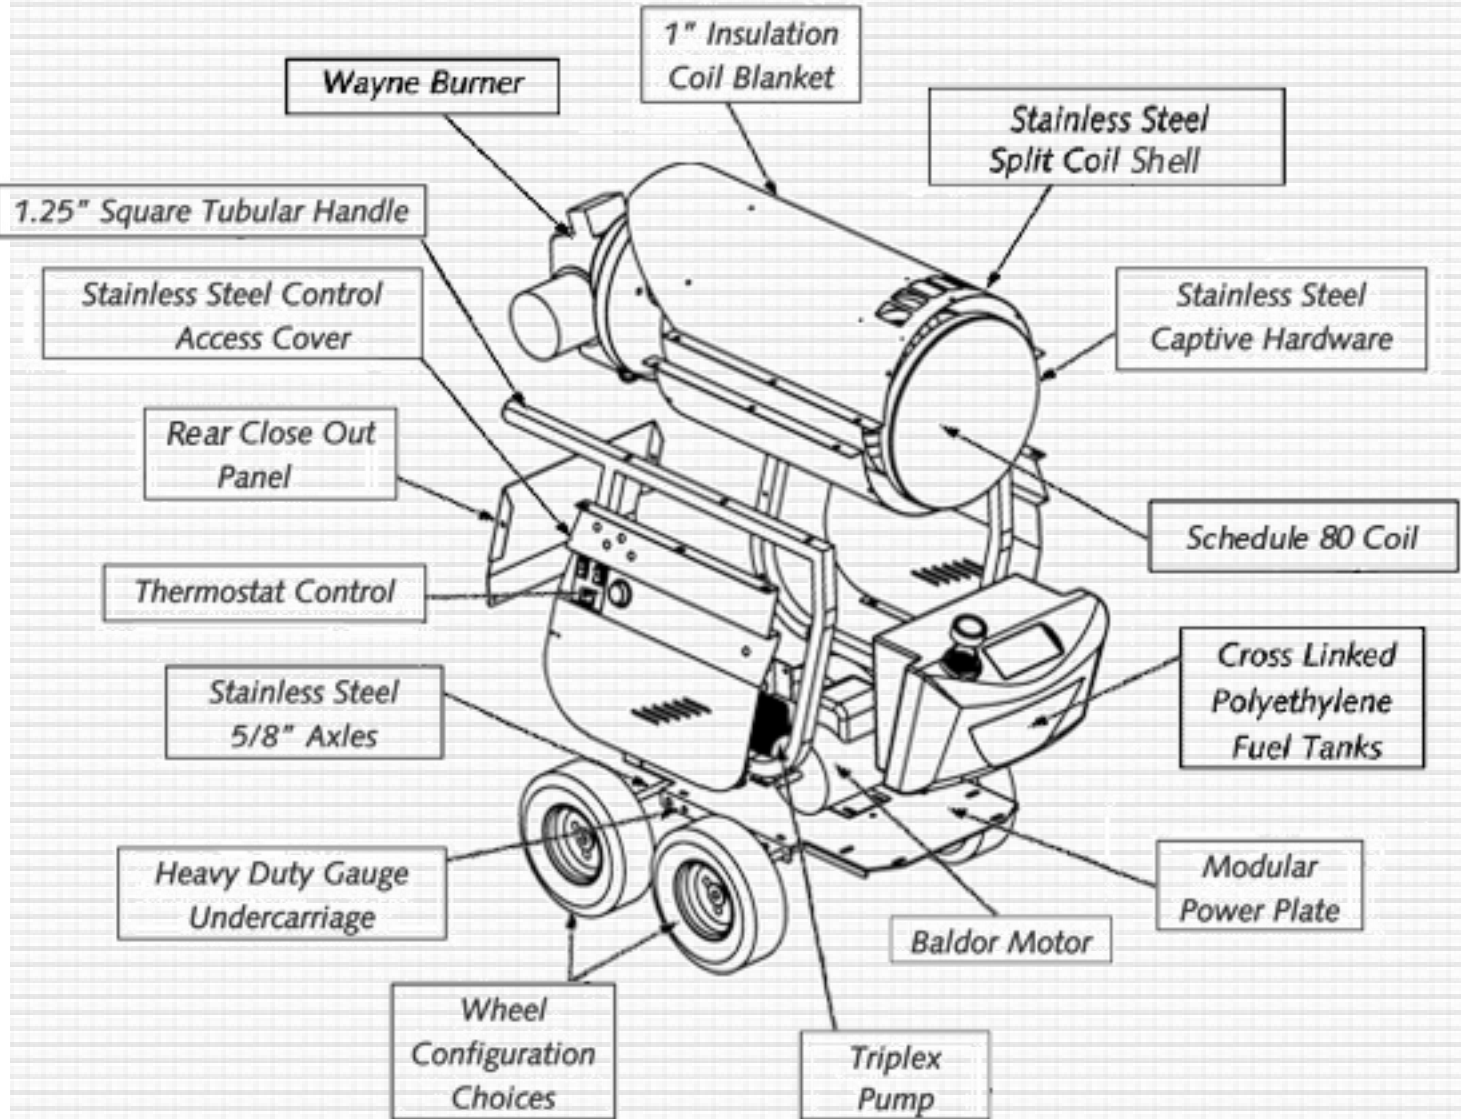 1" Insulation
Coil Blanket
Wayne Burner
Stainless Steel
Split Coil Shell
1.25" Square Tubular Handle
Stainless Steel Control
Access Cover
Stainless Steel
Captive Hardware
Rear Close Out
Panel
Schedule 80 Coil
Thermostat Control
Cross Linked
Polyethylene
Fuel Tanks
Stainless Steel
5/8" Axles
Heavy Duty Gauge
Undercarriage
Modular
Power Plate
Baldor Motor
Wheel
Configuration
Choices
Triplex
Pump